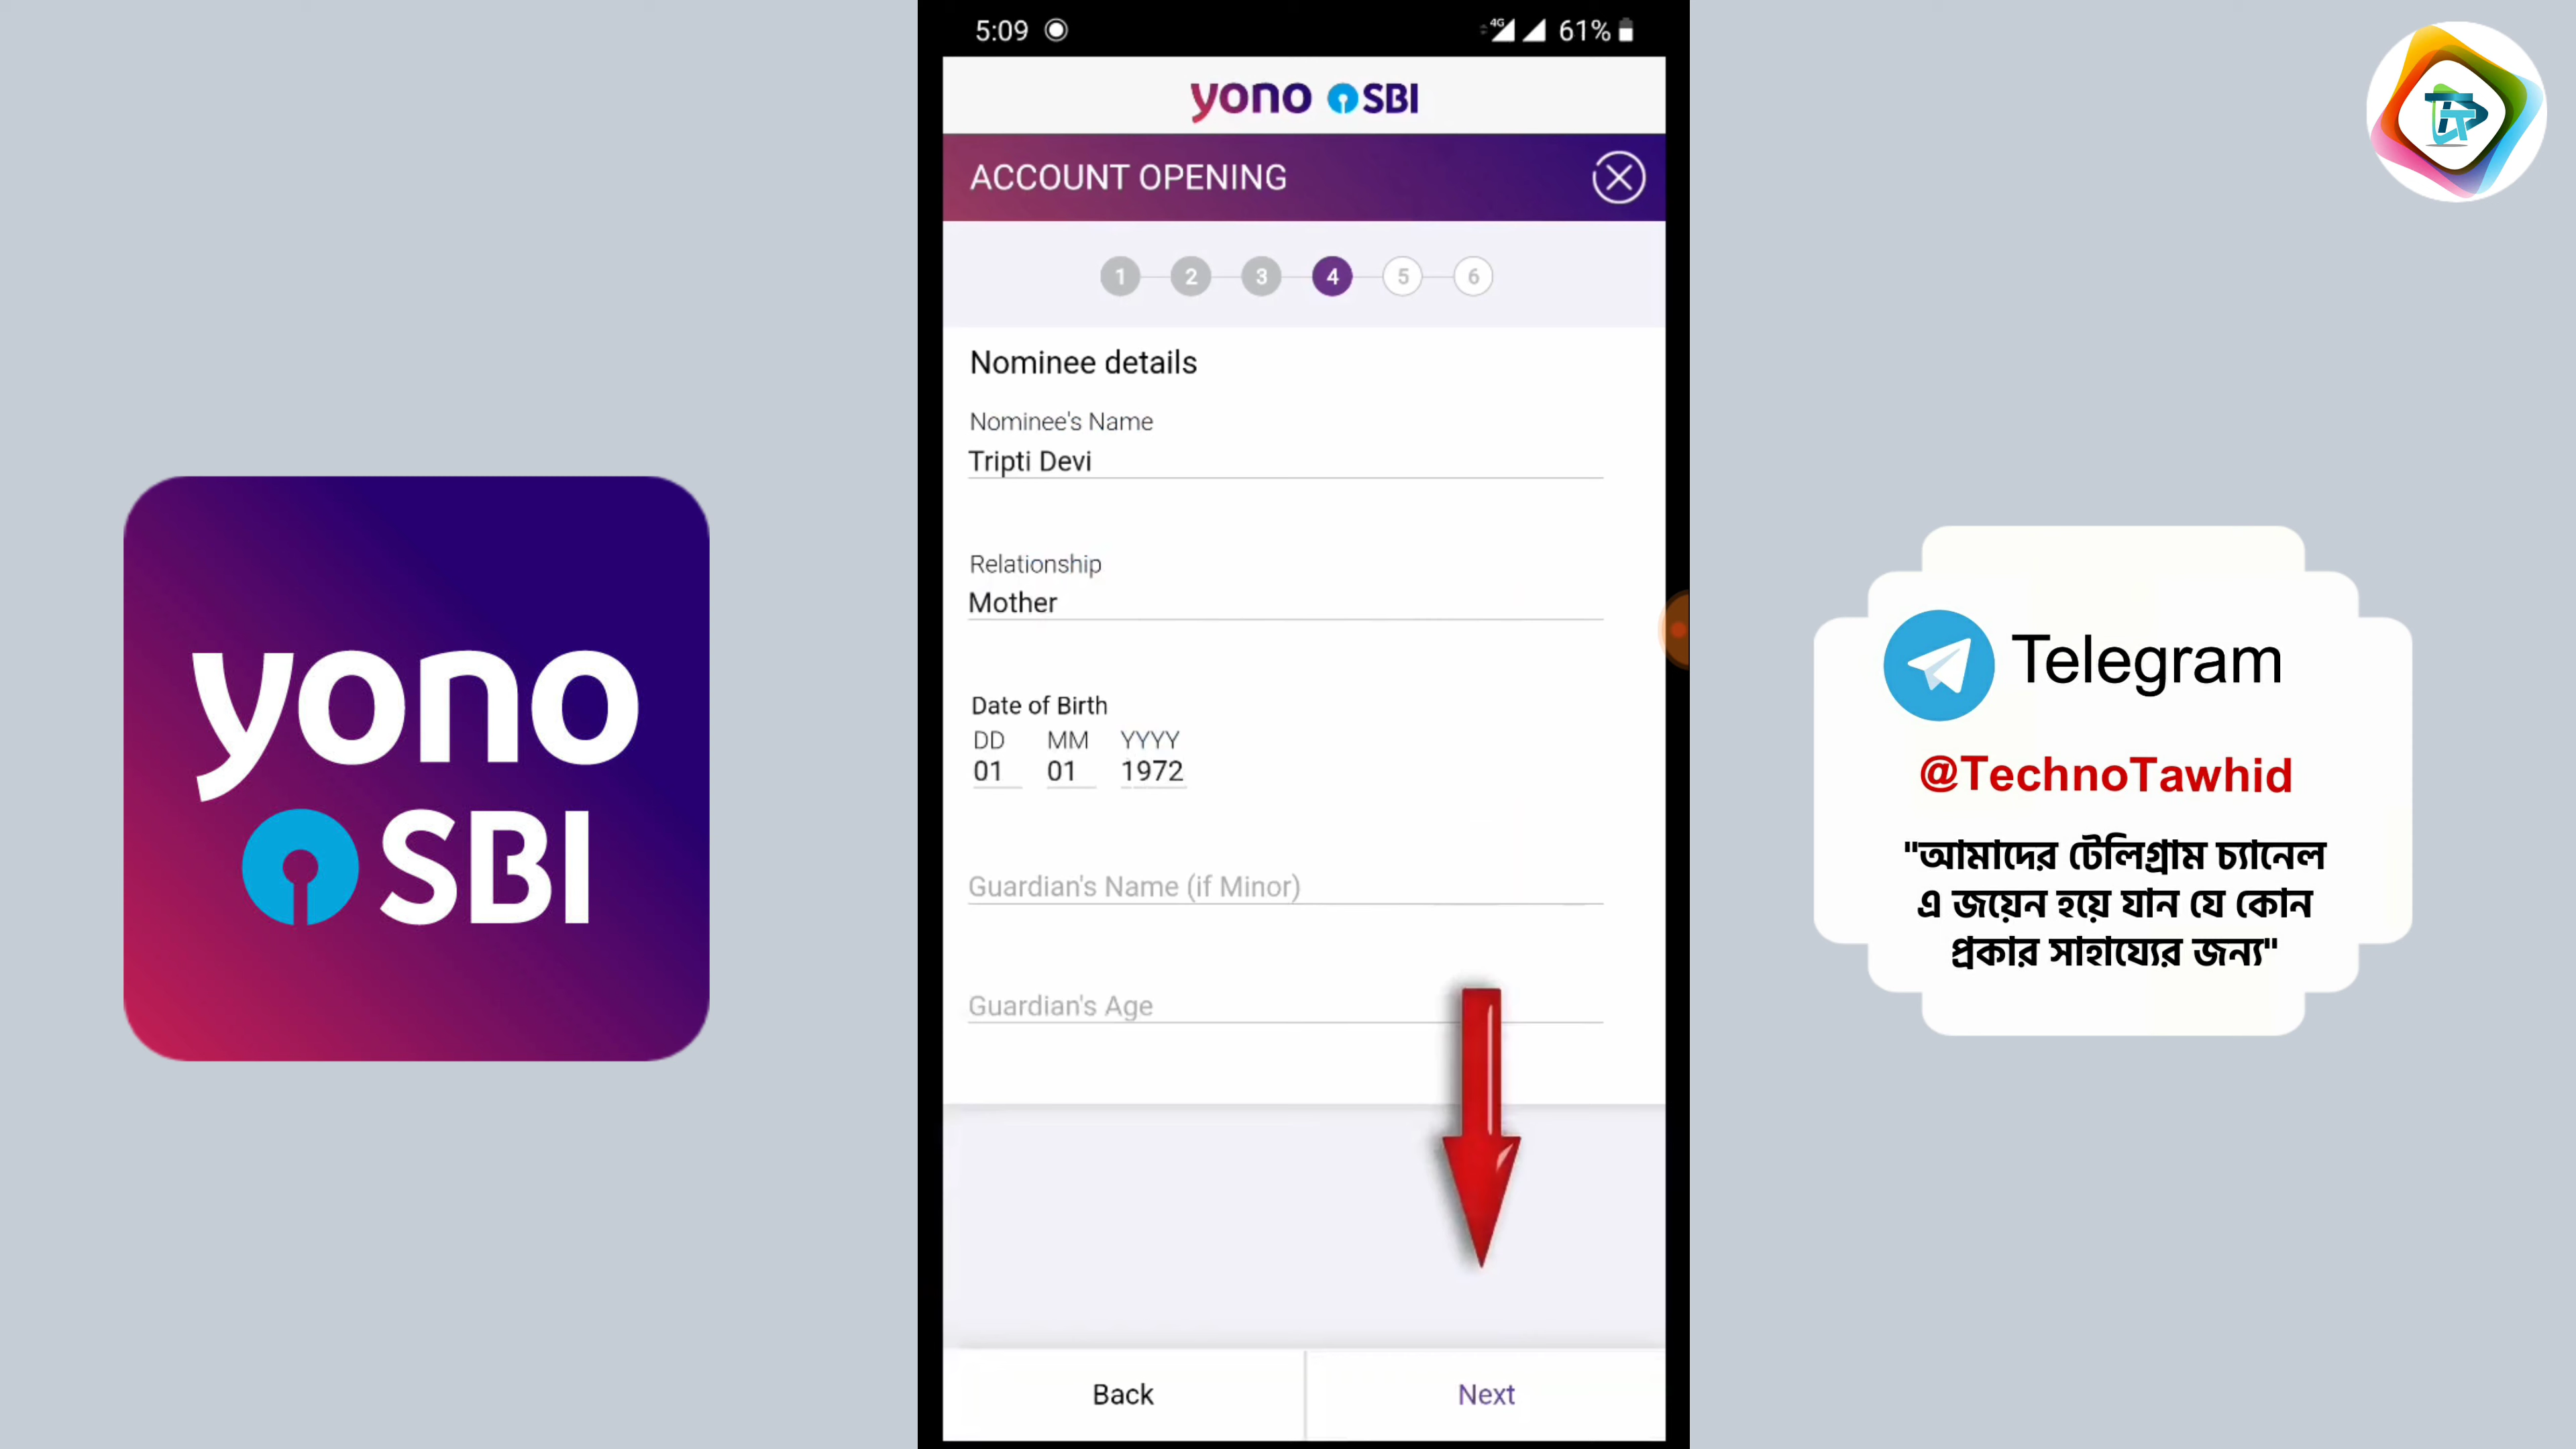 5:09
4G
61%
yono SBI
ACCOUNT OPENING
1 2 3 4 5 6
Nominee details
Nominee's Name
Tripti Devi
Relationship
Mother
Date of Birth
DD MM YYYY
01 01 1972
Guardian's Name (if Minor)
Guardian's Age
Back
Next
yono
SBI
Telegram
@TechnoTawhid
"আমাদের টেলিগ্রাম চ্যানেল
এ জয়েন হয়ে যান যে কোন
প্রকার সাহায্যের জন্য"